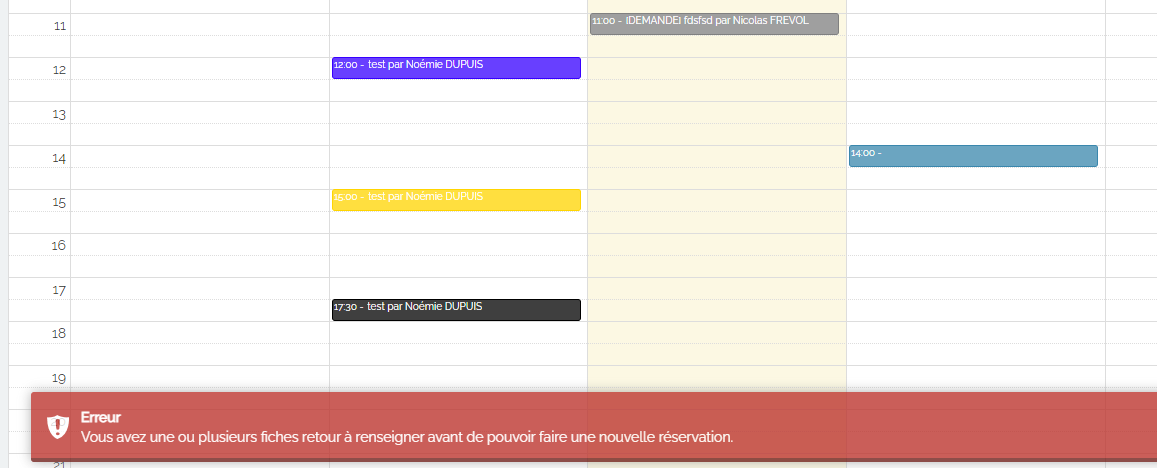 11
11:00 - [DEMANDE] fdsfsd par Nicolas FREVOL
12
12:00 - test par Noémie DUPUIS
13
14
14:00 -
15
15:00 - test par Noémie DUPUIS
16
17
17:30 - test par Noémie DUPUIS
18
19
Erreur
Vous avez une ou plusieurs fiches retour à renseigner avant de pouvoir faire une nouvelle réservation.
21